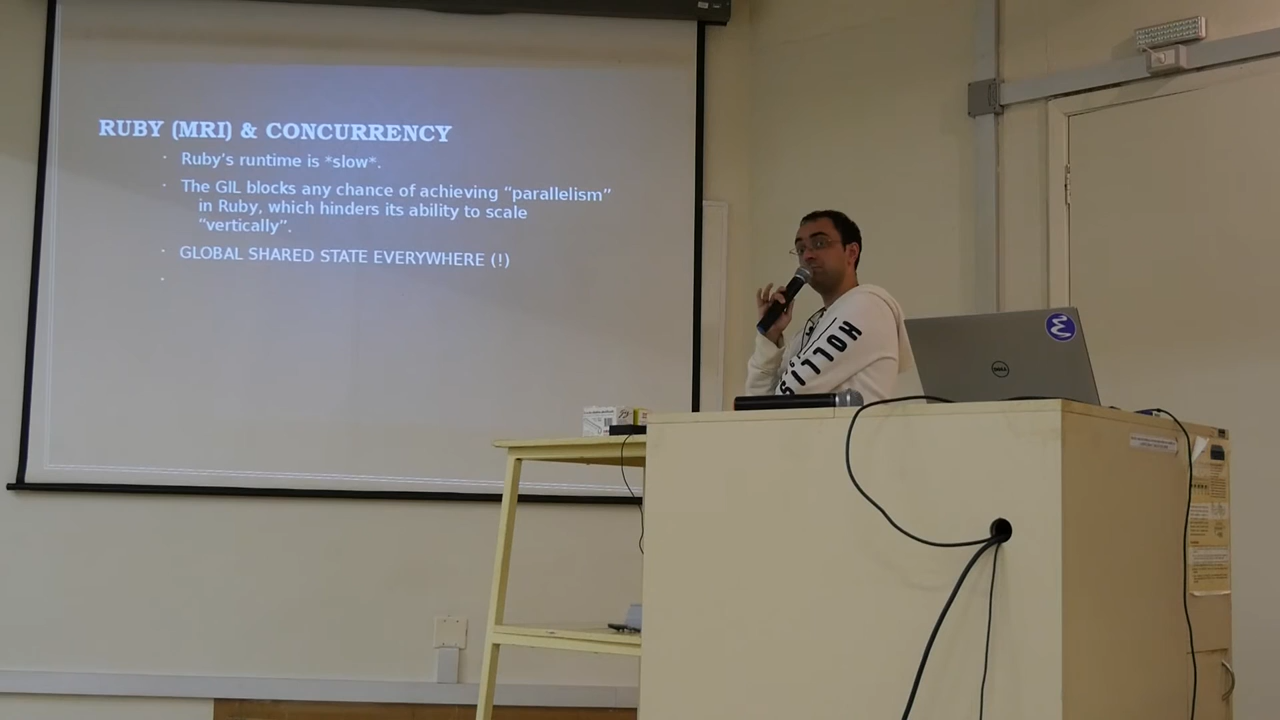 RUBY (MRI) & CONCURRENCY
· Ruby's runtime is *slow*.
· The GIL blocks any chance of achieving “parallelism”
in Ruby, which hinders its ability to scale
“vertically”.
· GLOBAL SHARED STATE EVERYWHERE (!)
·
HOLLIS
DELL